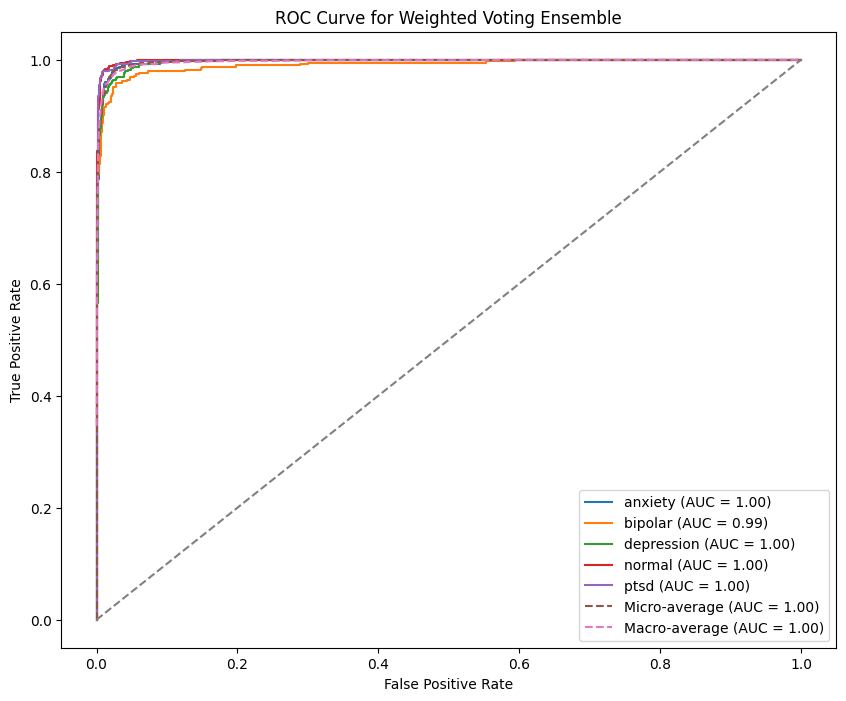 ROC Curve for Weighted Voting Ensemble
1.0
0.8
0.6
0.4
0.2
0.0
True Positive Rate
0.0 0.2 0.4 0.6 0.8 1.0
False Positive Rate
anxiety (AUC = 1.00)
bipolar (AUC = 0.99)
depression (AUC = 1.00)
normal (AUC = 1.00)
ptsd (AUC = 1.00)
Micro-average (AUC = 1.00)
Macro-average (AUC = 1.00)